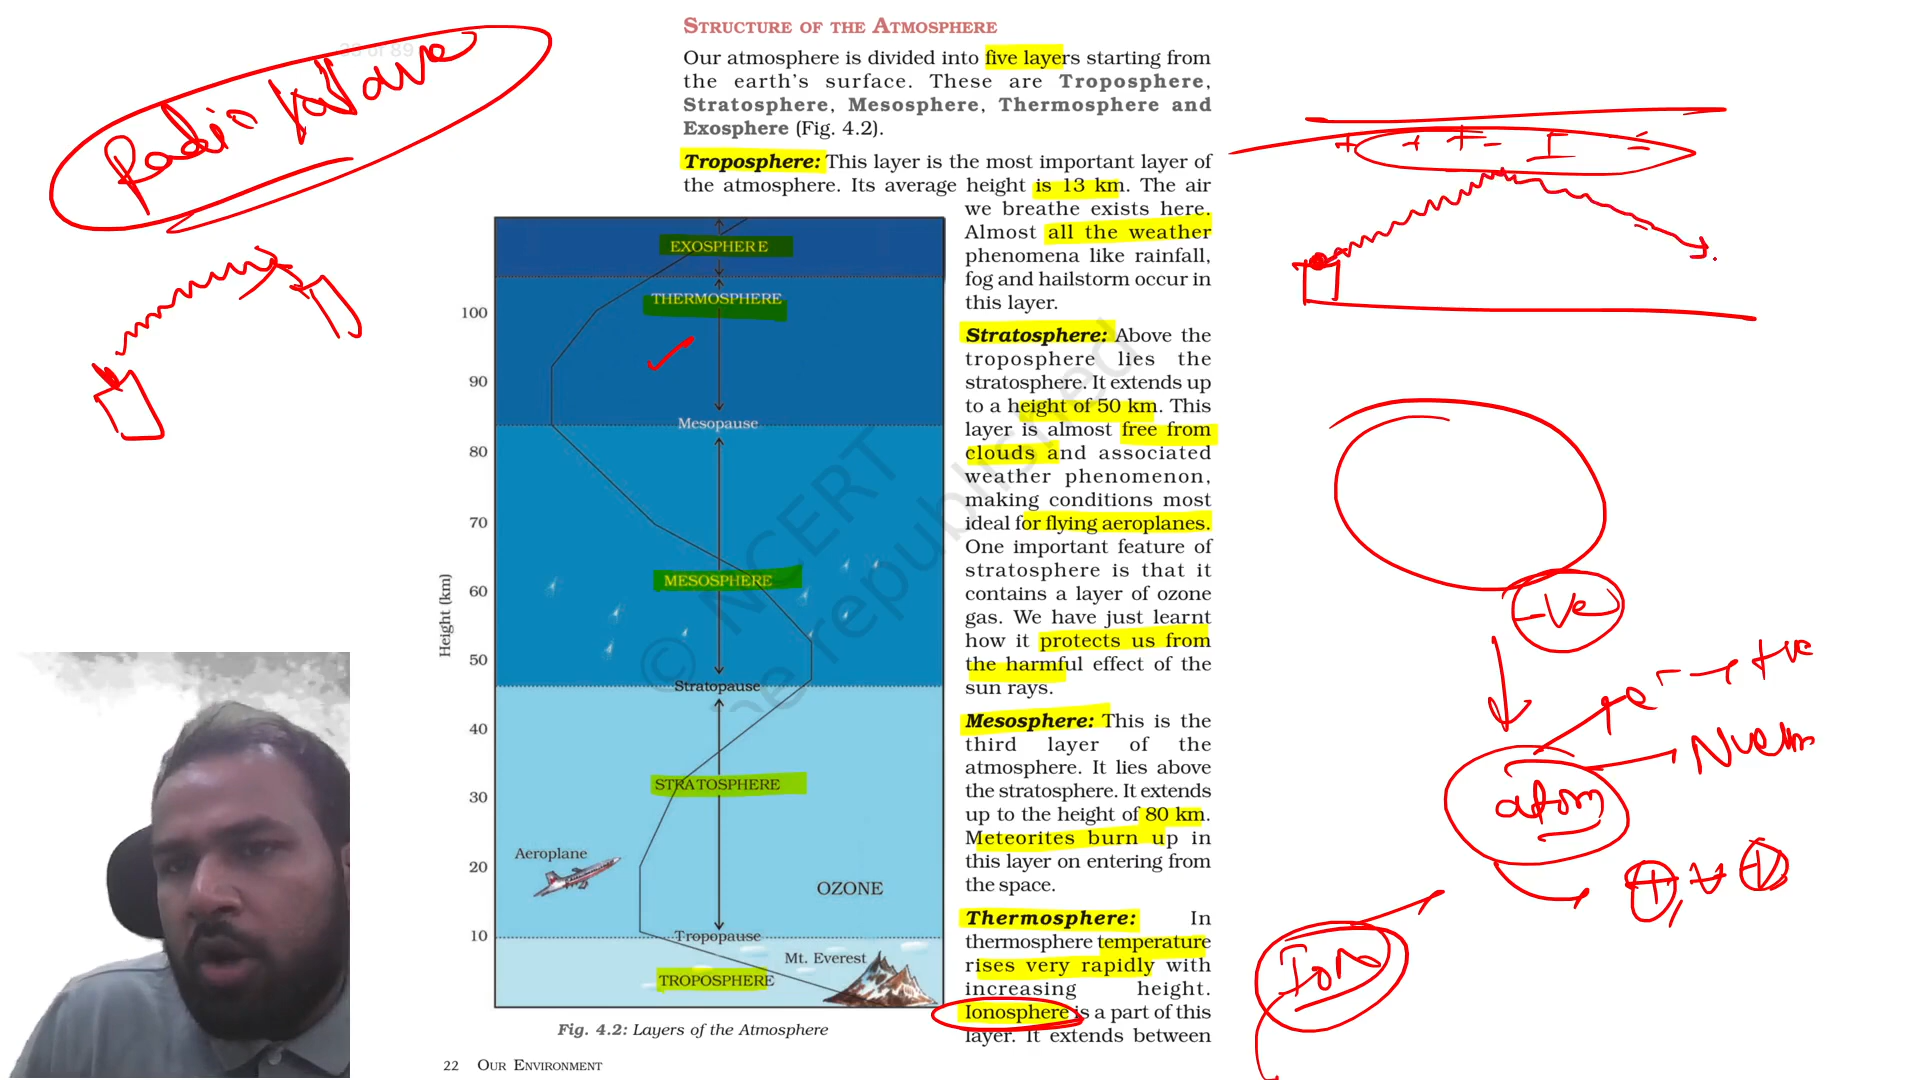 STRUCTURE OF THE ATMOSPHERE
Our atmosphere is divided into five layers starting from
the earth's surface. These are Troposphere,
Stratosphere, Mesosphere, Thermosphere and
Exosphere (Fig. 4.2).
Troposphere: This layer is the most important layer of
the atmosphere. Its average height is 13 km. The air
we breathe exists here.
Almost all the weather
phenomena like rainfall,
fog and hailstorm occur in
this layer.
Stratosphere: Above the
troposphere lies the
stratosphere. It extends up
to a height of 50 km. This
layer is almost free from
clouds and associated
weather phenomenon,
making conditions most
ideal for flying aeroplanes.
One important feature of
stratosphere is that it
contains a layer of ozone
gas. We have just learnt
how it protects us from
the harmful effect of the
sun rays.
Mesosphere: This is the
third layer of the
atmosphere. It lies above
the stratosphere. It extends
up to the height of 80 km.
Meteorites burn up in
this layer on entering from
the space.
Thermosphere: In
thermosphere temperature
rises very rapidly with
increasing height.
Ionosphere is a part of this
layer. It extends between
EXOSPHERE
THERMOSPHERE
100
90
Mesopause
80
70
MESOSPHERE
60
Height (km)
50
Stratopause
40
STRATOSPHERE
30
Aeroplane
20
OZONE
10
Tropopause
Mt. Everest
TROPOSPHERE
Fig. 4.2: Layers of the Atmosphere
22 OUR ENVIRONMENT
© NCERT
be republished
Radio Wave
-ve
+ve
atom
Ion